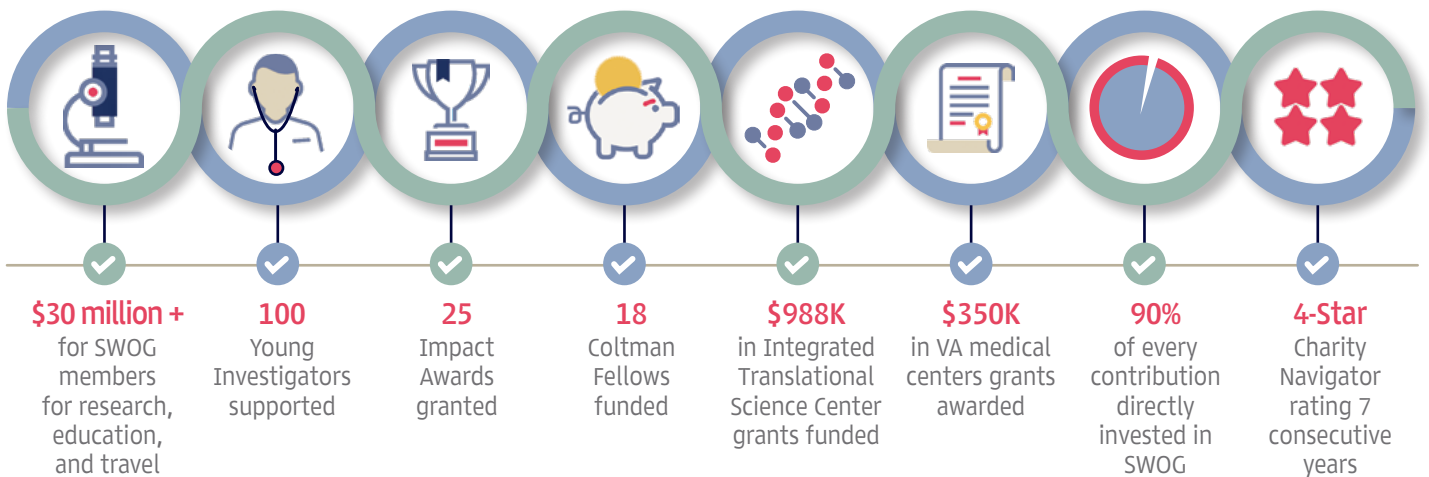 $30 million +
for SWOG
members
for research,
education,
and travel
100
Young
Investigators
supported
25
Impact
Awards
granted
18
Coltman
Fellows
funded
$988K
in Integrated
Translational
Science Center
grants funded
$350K
in VA medical
centers grants
awarded
90%
of every
contribution
directly
invested in
SWOG
4-Star
Charity
Navigator
rating 7
consecutive
years